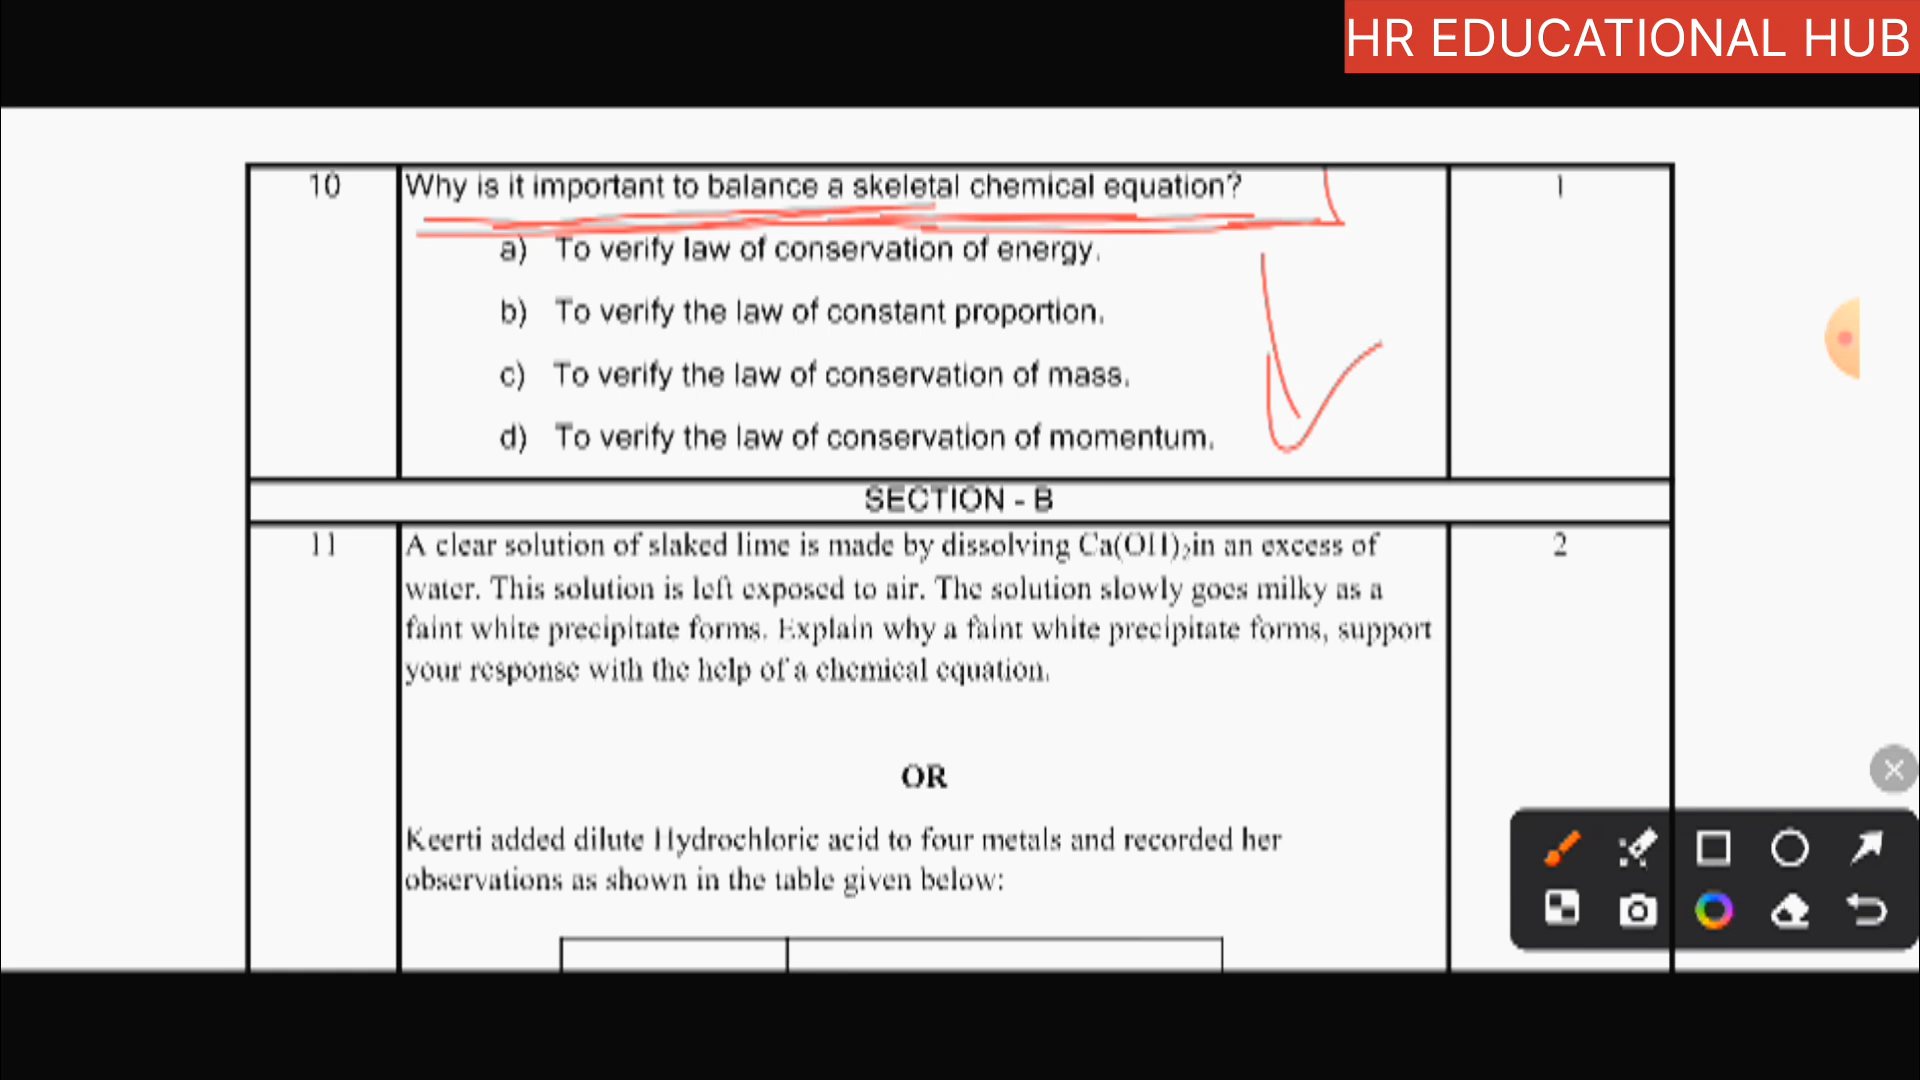 HR EDUCATIONAL HUB
10 Why is it important to balance a skeletal chemical equation? 1
a) To verify law of conservation of energy.
b) To verify the law of constant proportion.
c) To verify the law of conservation of mass.
d) To verify the law of conservation of momentum.
SECTION - B
11 A clear solution of slaked lime is made by dissolving Ca(OH)₂in an excess of 2
water. This solution is left exposed to air. The solution slowly goes milky as a
faint white precipitate forms. Explain why a faint white precipitate forms, support
your response with the help of a chemical equation.
OR
Keerti added dilute Hydrochloric acid to four metals and recorded her
observations as shown in the table given below: